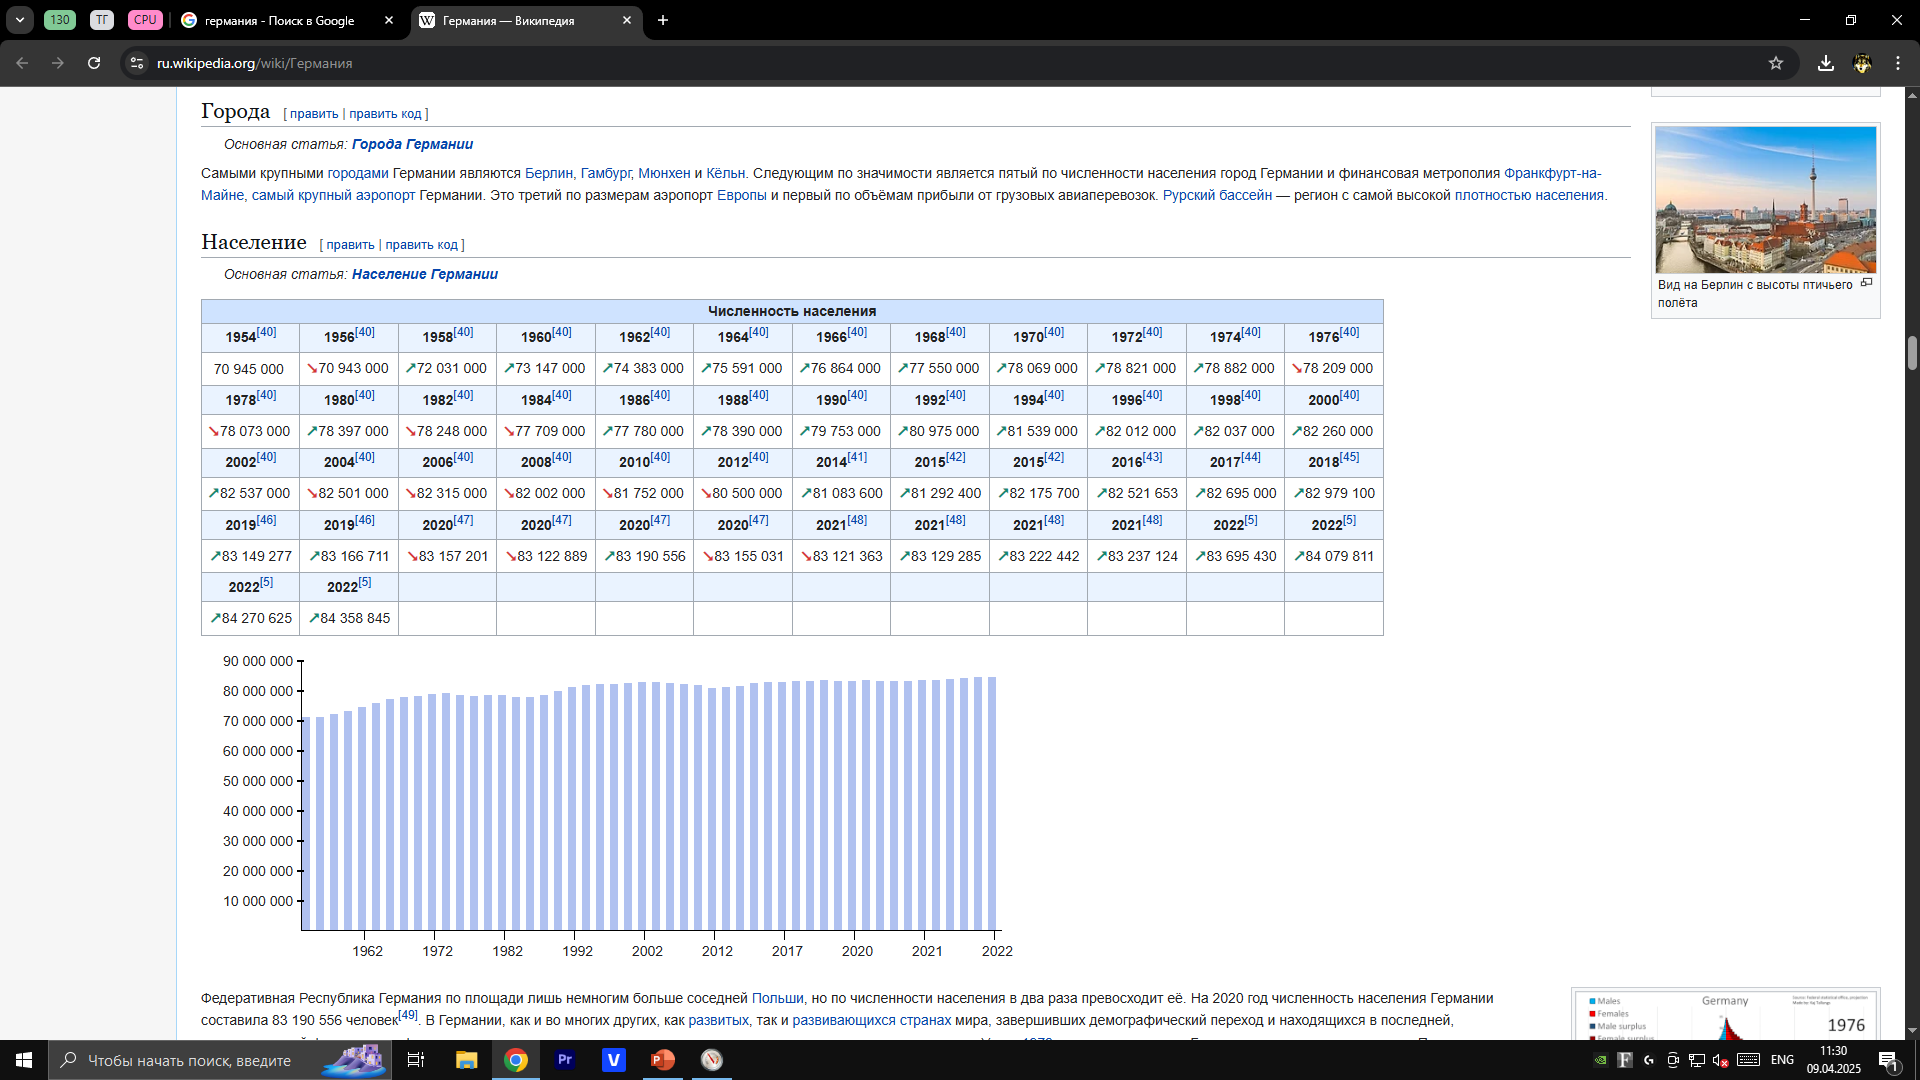 130
ТГ
CPU
германия - Поиск в Google
Германия — Википедия
ru.wikipedia.org/wiki/Германия
Города [ править | править код ]
Основная статья: Города Германии
Самыми крупными городами Германии являются Берлин, Гамбург, Мюнхен и Кёльн. Следующим по значимости является пятый по численности населения город Германии и финансовая метрополия Франкфурт-на-
Майне, самый крупный аэропорт Германии. Это третий по размерам аэропорт Европы и первый по объёмам прибыли от грузовых авиаперевозок. Рурский бассейн — регион с самой высокой плотностью населения.
Вид на Берлин с высоты птичьего
полёта
Население [ править | править код ]
Основная статья: Население Германии
Численность населения
1954[40] 1956[40] 1958[40] 1960[40] 1962[40] 1964[40] 1966[40] 1968[40] 1970[40] 1972[40] 1974[40] 1976[40]
70 945 000 ↘70 943 000 ↗72 031 000 ↗73 147 000 ↗74 383 000 ↗75 591 000 ↗76 864 000 ↗77 550 000 ↗78 069 000 ↗78 821 000 ↗78 882 000 ↘78 209 000
1978[40] 1980[40] 1982[40] 1984[40] 1986[40] 1988[40] 1990[40] 1992[40] 1994[40] 1996[40] 1998[40] 2000[40]
↘78 073 000 ↗78 397 000 ↘78 248 000 ↘77 709 000 ↗77 780 000 ↗78 390 000 ↗79 753 000 ↗80 975 000 ↗81 539 000 ↗82 012 000 ↗82 037 000 ↗82 260 000
2002[40] 2004[40] 2006[40] 2008[40] 2010[40] 2012[40] 2014[41] 2015[42] 2015[42] 2016[43] 2017[44] 2018[45]
↗82 537 000 ↘82 501 000 ↘82 315 000 ↘82 002 000 ↘81 752 000 ↘80 500 000 ↗81 083 600 ↗81 292 400 ↗82 175 700 ↗82 521 653 ↗82 695 000 ↗82 979 100
2019[46] 2019[46] 2020[47] 2020[47] 2020[47] 2020[47] 2021[48] 2021[48] 2021[48] 2021[48] 2022[5] 2022[5]
↗83 149 277 ↗83 166 711 ↘83 157 201 ↘83 122 889 ↗83 190 556 ↘83 155 031 ↘83 121 363 ↗83 129 285 ↗83 222 442 ↗83 237 124 ↗83 695 430 ↗84 079 811
2022[5] 2022[5]
↗84 270 625 ↗84 358 845
90 000 000
80 000 000
70 000 000
60 000 000
50 000 000
40 000 000
30 000 000
20 000 000
10 000 000
1962 1972 1982 1992 2002 2012 2017 2020 2021 2022
Федеративная Республика Германия по площади лишь немногим больше соседней Польши, но по численности населения в два раза превосходит её. На 2020 год численность населения Германии
составила 83 190 556 человек[49]. В Германии, как и во многих других, как развитых, так и развивающихся странах мира, завершивших демографический переход и находящихся в последней,
Males
Females
Male surplus
Female surplus
Germany
1976
Чтобы начать поиск, введите
Pr
V
P
ENG
11:30
09.04.2025
1